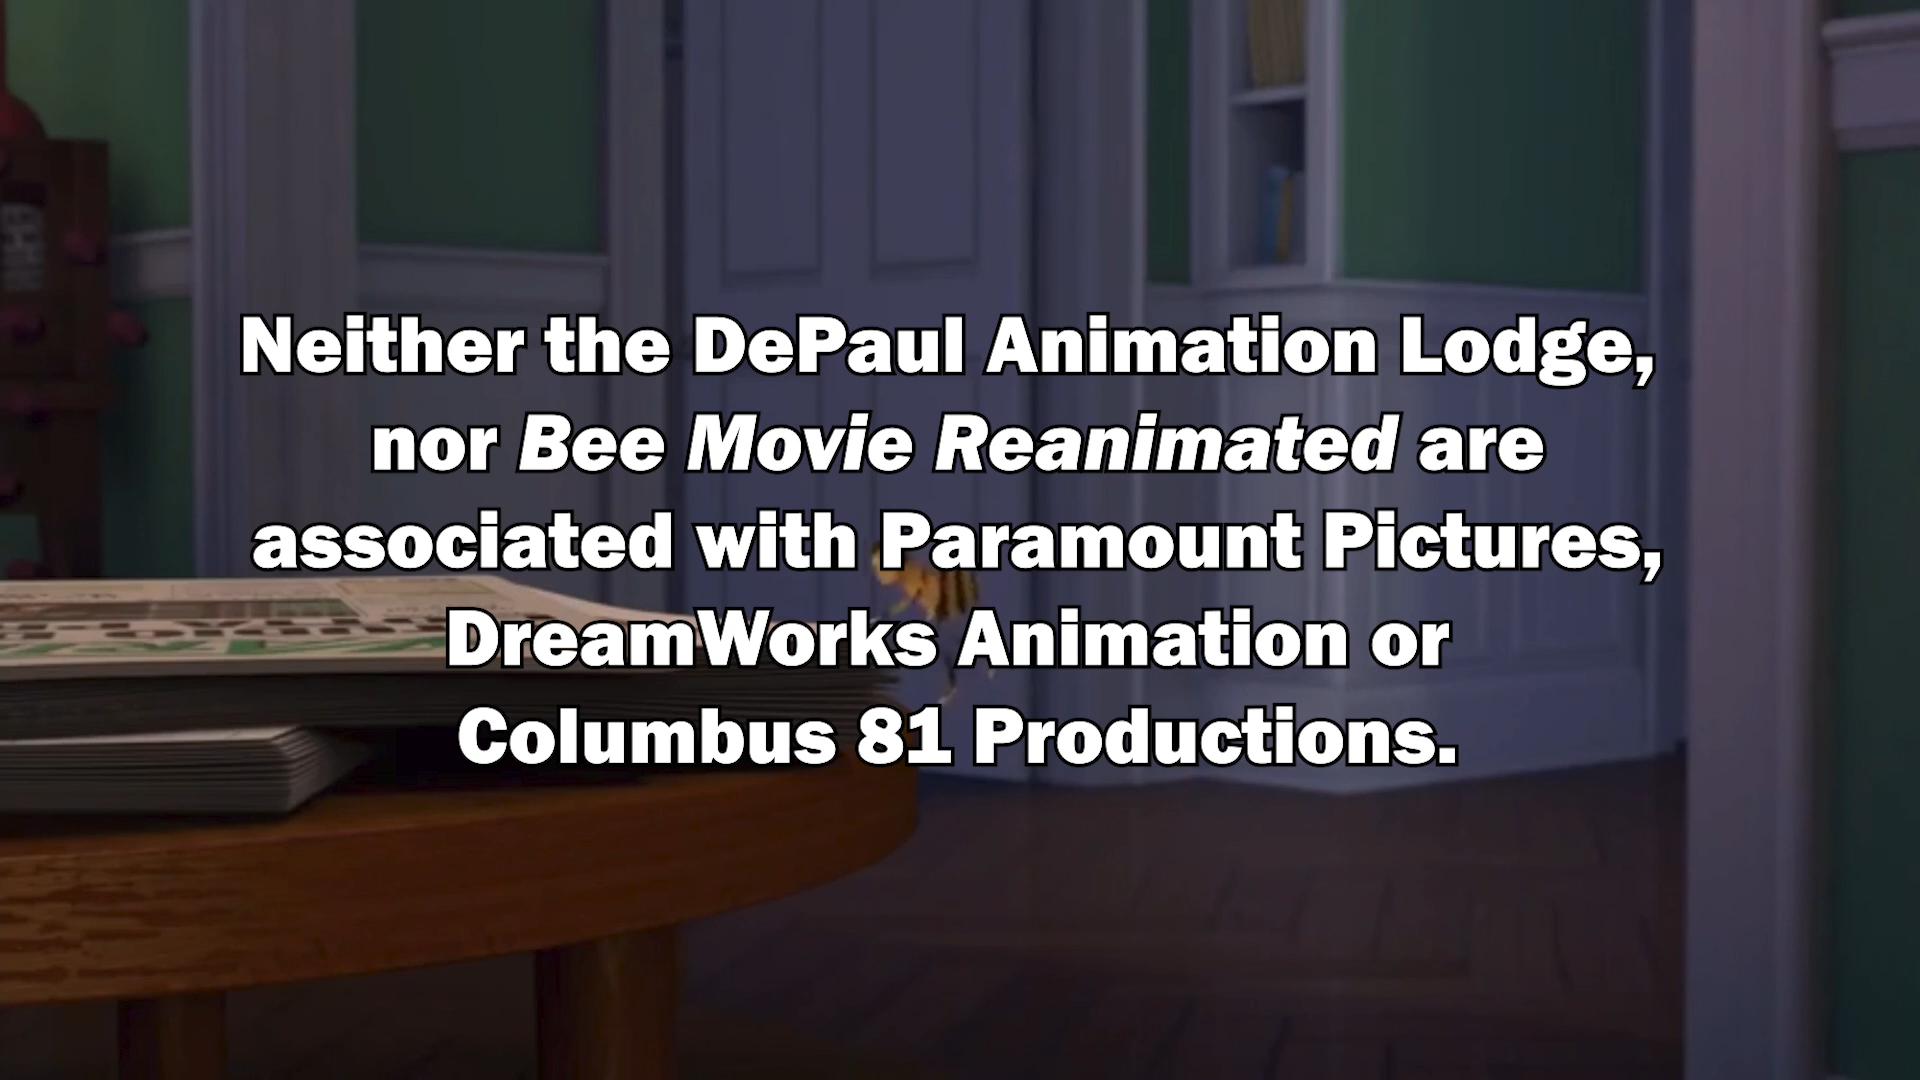 Neither the DePaul Animation Lodge,
nor Bee Movie Reanimated are
associated with Paramount Pictures,
DreamWorks Animation or
Columbus 81 Productions.